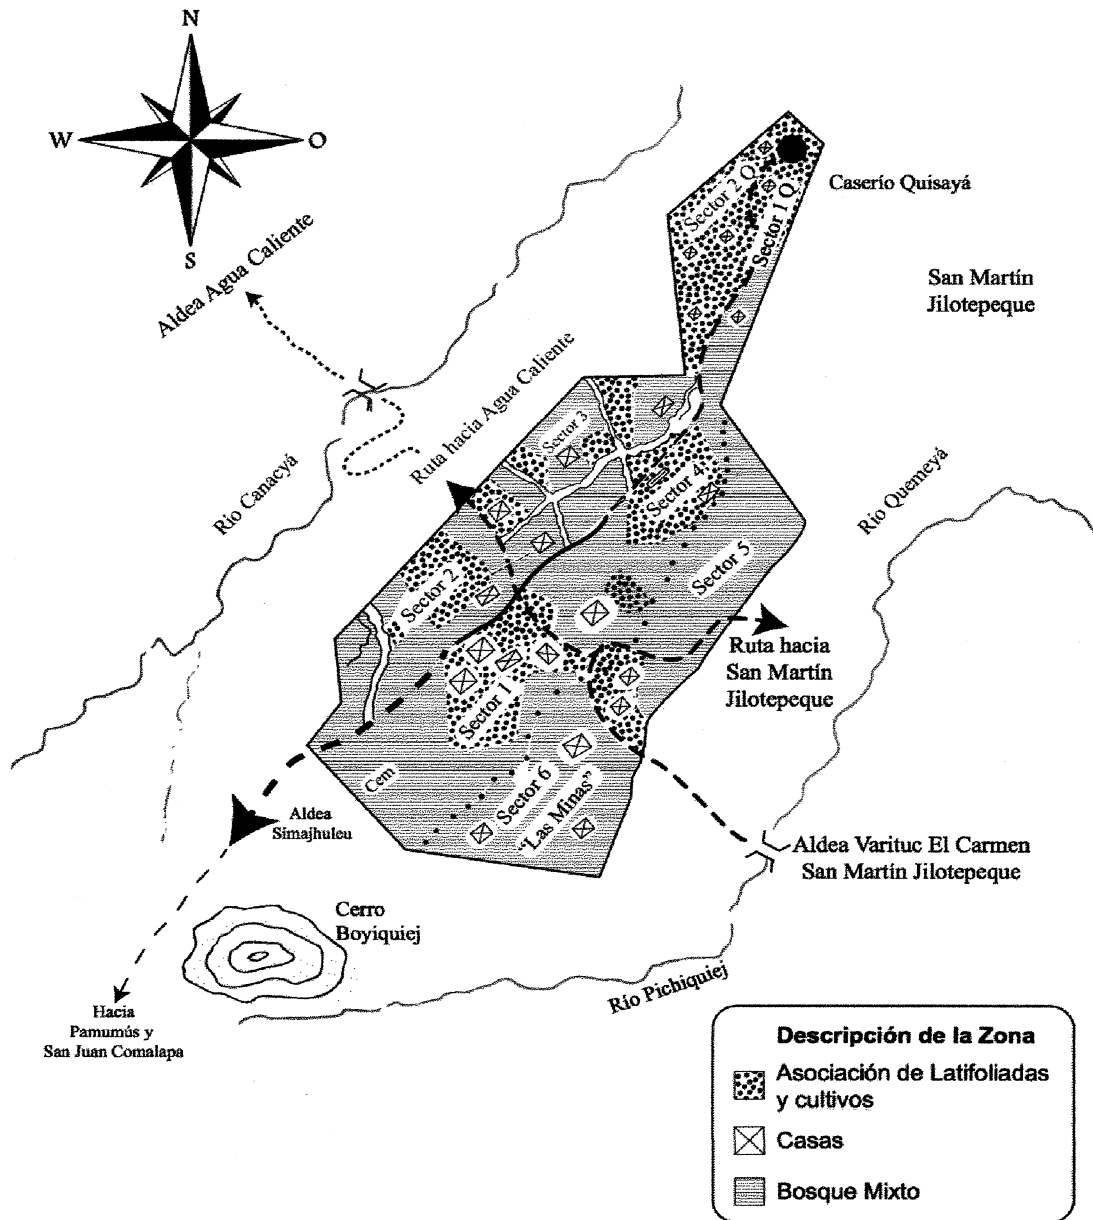 N
W
O
S
Aldea Agua Caliente
Caserío Quisayá
Sector 2 Q
Sector 1 Q
San Martín
Jilotepeque
Ruta hacia Agua Caliente
Río Canacyá
Sector 3
Sector 4
Río Quemeyá
Sector 5
Sector 2
Ruta hacia
San Martín
Jilotepeque
Sector 1
Cem
Sector 6
"Las Minas"
Aldea
Simajhuleu
Aldea Varituc El Carmen
San Martín Jilotepeque
Cerro
Boyiquiej
Río Pichiquiej
Hacia
Pamumús y
San Juan Comalapa
Descripción de la Zona
Asociación de Latifoliadas
y cultivos
Casas
Bosque Mixto